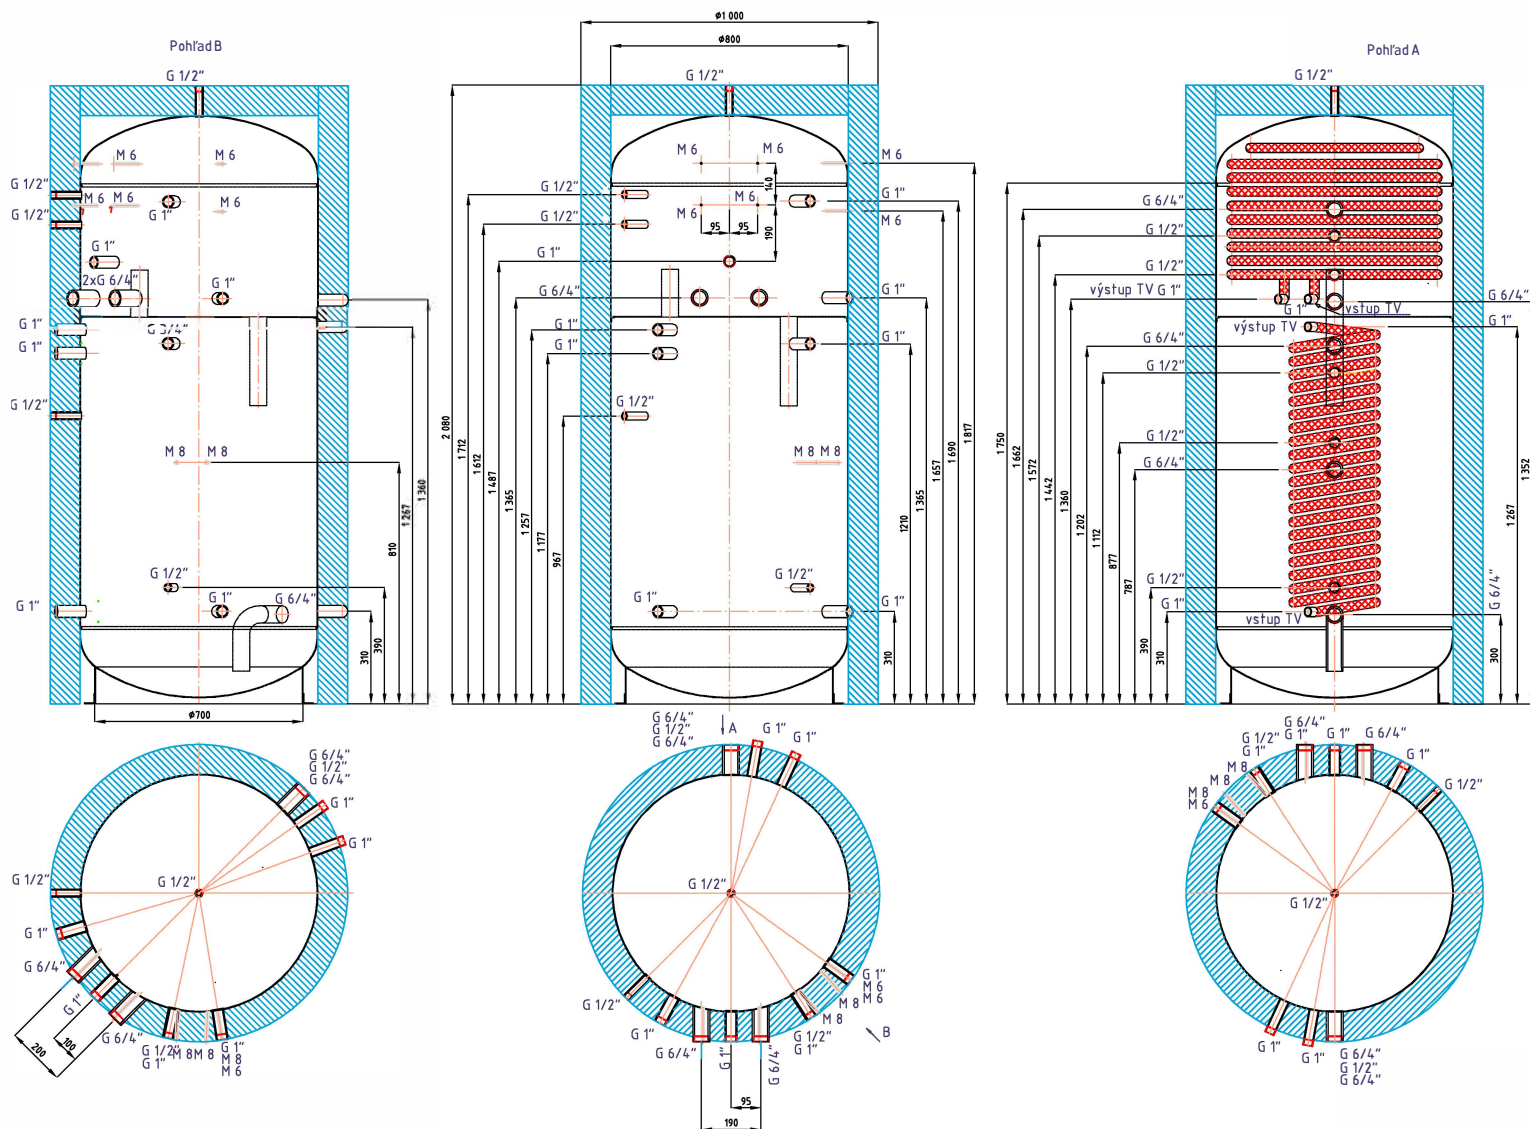 Pohľad B
G 1/2"
M 6
M 6
G 1/2"
M 6
M 6
M 6
G 1/2"
G 1"
G 1"
2xG 6/4"
G 1"
G 1"
G 3/4"
G 1"
G 1/2"
M 8
M 8
G 1/2"
G 1"
G 1"
G 6/4"
310
390
810
1 267
1 360
Ø700
Ø1 000
Ø800
G 1/2"
M 6
M 6
M 6
G 1/2"
140
M 6
G 1"
G 1/2"
M 6
M 6
95
95
190
G 1"
G 6/4"
G 1"
G 1"
G 1"
G 1"
G 1/2"
M 8
M 8
G 1/2"
G 1"
G 1"
2 080
1 712
1 612
1 487
1 365
1 257
1 177
967
310
1210
1 365
1 657
1 690
1 817
Pohľad A
G 1/2"
G 6/4"
G 1/2"
G 1/2"
výstup TV G 1"
G 1"
vstup TV
G 6/4"
výstup TV
G 1"
G 6/4"
G 1/2"
G 1/2"
G 6/4"
G 1/2"
G 1"
vstup TV
G 6/4"
1 750
1 662
1 572
1 442
1 360
1 202
1 112
877
787
390
310
300
1 267
1 352
G 6/4"
G 1/2"
G 6/4"
G 1"
G 1"
G 1/2"
G 1/2"
G 1"
G 6/4"
G 1"
G 6/4"
G 1/2"
G 1"
M 8
M 8
G 1"
M 8
M 6
200
100
G 6/4"
G 1/2"
G 6/4"
A
G 1"
G 1"
G 1/2"
G 1/2"
G 1"
G 6/4"
G 1"
G 6/4"
G 1/2"
G 1"
M 8
M 8
G 1"
M 6
M 6
B
95
190
G 6/4"
G 1"
G 1"
G 6/4"
G 1/2"
G 1"
G 1"
M 8
M 8
M 8
M 6
G 1/2"
G 1/2"
G 1"
G 1"
G 6/4"
G 1/2"
G 6/4"